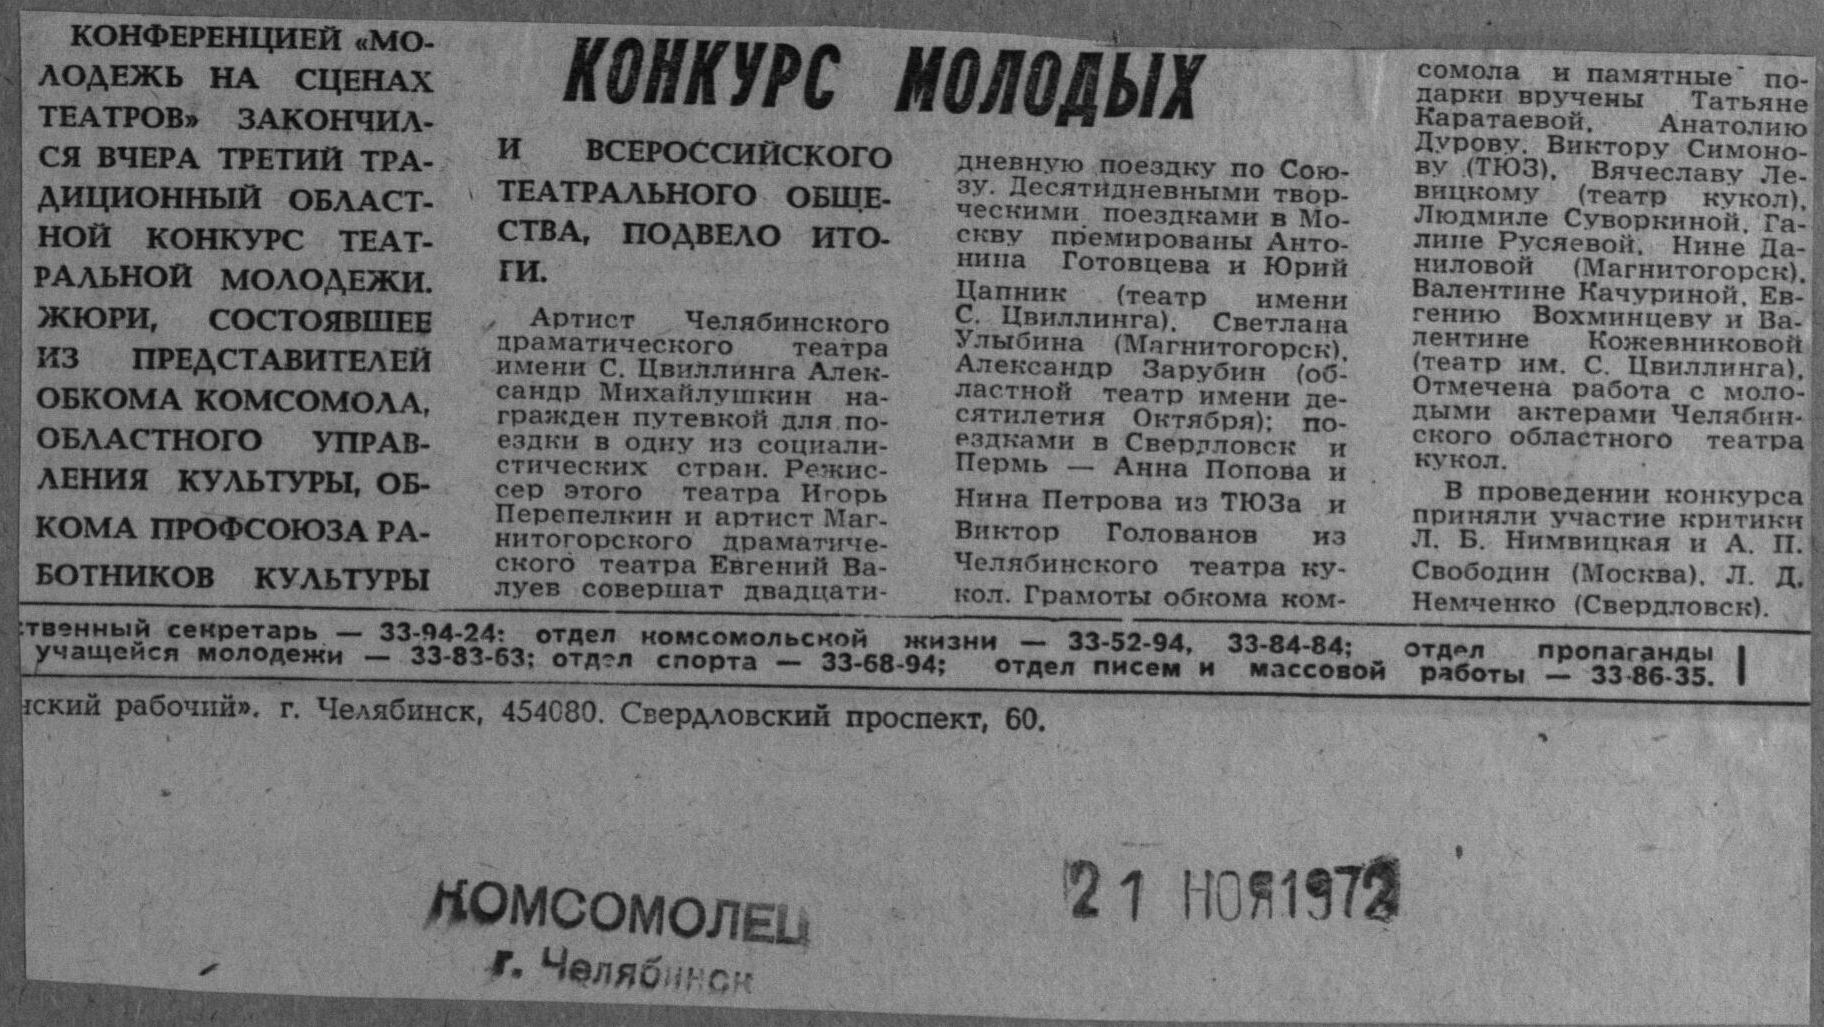 КОНКУРС МОЛОДЫХ
КОНФЕРЕНЦИЕЙ «МО-
ЛОДЕЖЬ НА СЦЕНАХ
ТЕАТРОВ» ЗАКОНЧИЛ-
СЯ ВЧЕРА ТРЕТИЙ ТРА-
ДИЦИОННЫЙ ОБЛАСТ-
НОЙ КОНКУРС ТЕАТ-
РАЛЬНОЙ МОЛОДЕЖИ.
ЖЮРИ, СОСТОЯВШЕЕ
ИЗ ПРЕДСТАВИТЕЛЕЙ
ОБКОМА КОМСОМОЛА,
ОБЛАСТНОГО УПРАВ-
ЛЕНИЯ КУЛЬТУРЫ, ОБ-
КОМА ПРОФСОЮЗА РА-
БОТНИКОВ КУЛЬТУРЫ
И ВСЕРОССИЙСКОГО
ТЕАТРАЛЬНОГО ОБЩЕ-
СТВА, ПОДВЕЛО ИТО-
ГИ.
Артист Челябинского
драматического театра
имени С. Цвиллинга Алек-
сандр Михайлушкин на-
гражден путевкой для по-
ездки в одну из социали-
стических стран. Режис-
сер этого театра Игорь
Перепелкин и артист Маг-
нитогорского драматиче-
ского театра Евгений Ва-
луев совершат двадцати-
дневную поездку по Сою-
зу. Десятидневными твор-
ческими поездками в Мо-
скву премированы Анто-
нина Готовцева и Юрий
Цапник (театр имени
С. Цвиллинга), Светлана
Улыбина (Магнитогорск),
Александр Зарубин (об-
ластной театр имени де-
сятилетия Октября); по-
ездками в Свердловск и
Пермь — Анна Попова и
Нина Петрова из ТЮЗа и
Виктор Голованов из
Челябинского театра ку-
кол. Грамоты обкома ком-
сомола и памятные по-
дарки вручены Татьяне
Каратаевой, Анатолию
Дурову, Виктору Симоно-
ву (ТЮЗ), Вячеславу Ле-
вицкому (театр кукол),
Людмиле Суворкиной, Га-
лине Русяевой, Нине Да-
ниловой (Магнитогорск),
Валентине Качуриной, Ев-
гению Вохминцеву и Ва-
лентине Кожевниковой
(театр им. С. Цвиллинга).
Отмечена работа с моло-
дыми актерами Челябин-
ского областного театра
кукол.
В проведении конкурса
приняли участие критики
Л. Б. Нимвицкая и А. П.
Свободин (Москва), Л. Д.
Немченко (Свердловск).
ственный секретарь — 33-94-24; отдел комсомольской жизни — 33-52-94, 33-84-84; отдел пропаганды
учащейся молодежи — 33-83-63; отдел спорта — 33-68-94; отдел писем и массовой работы — 33-86-35.
нский рабочий». г. Челябинск, 454080. Свердловский проспект, 60.
КОМСОМОЛЕЦ
г. Челябинск
21 НОЯ 1972